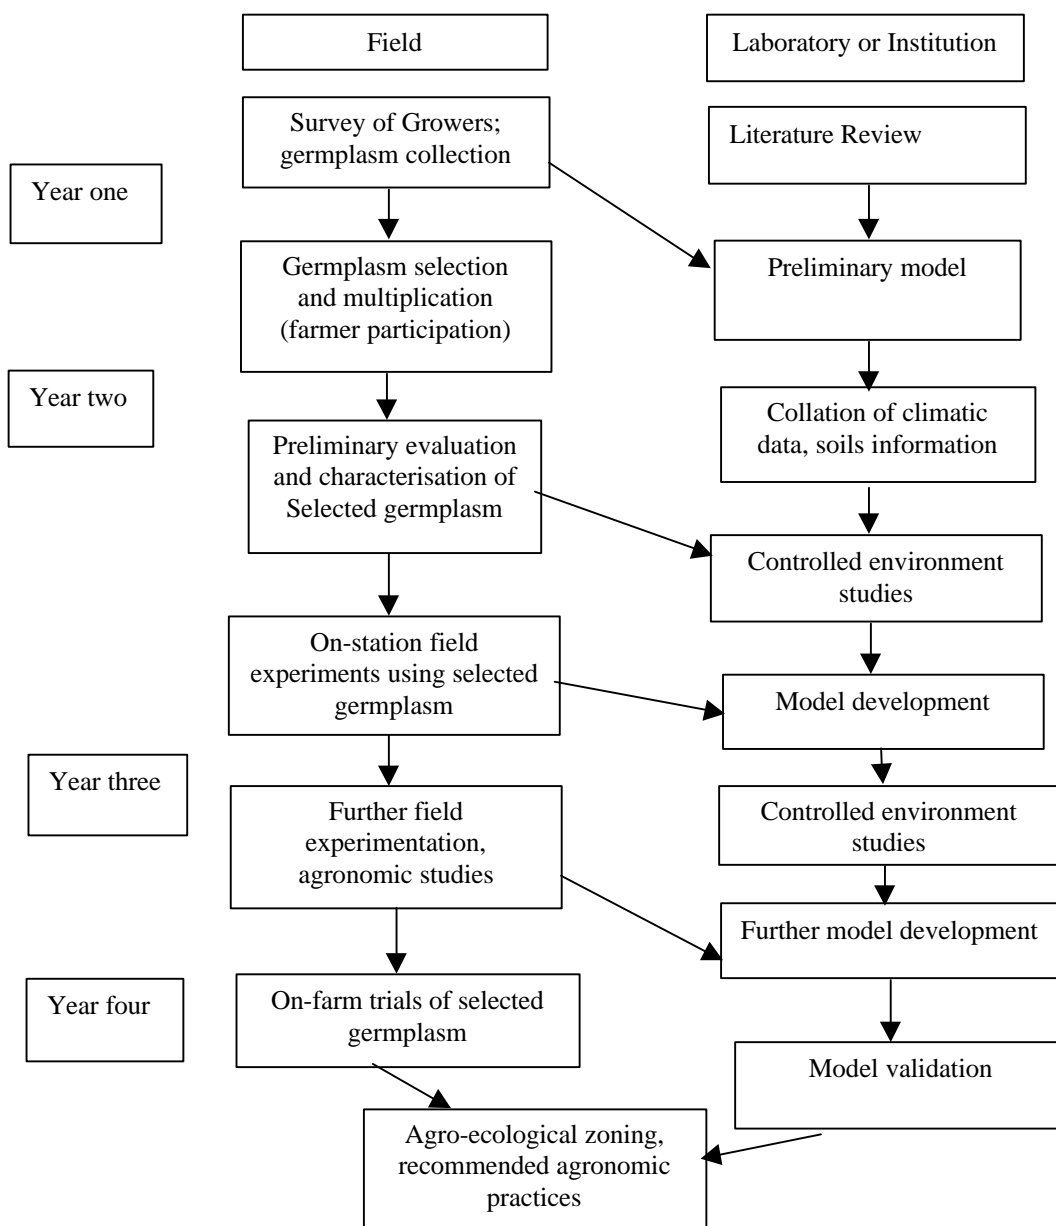 Field
Laboratory or Institution
Survey of Growers;
germplasm collection
Literature Review
Year one
Germplasm selection
and multiplication
(farmer participation)
Preliminary model
Year two
Collation of climatic
data, soils information
Preliminary evaluation
and characterisation of
Selected germplasm
Controlled environment
studies
On-station field
experiments using selected
germplasm
Model development
Year three
Further field
experimentation,
agronomic studies
Controlled environment
studies
Further model development
Year four
On-farm trials of selected
germplasm
Model validation
Agro-ecological zoning,
recommended agronomic
practices